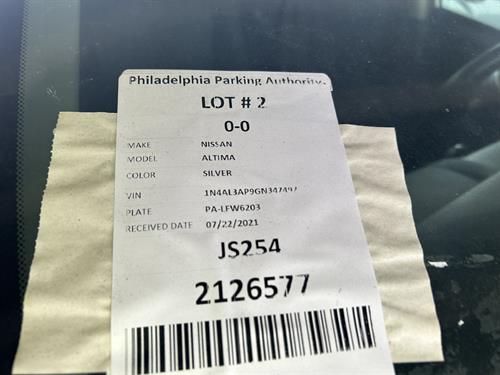 Philadelphia Parking Authority.
LOT # 2
0-0
MAKE NISSAN
MODEL ALTIMA
COLOR SILVER
VIN 1N4AL3AP9GN347497
PLATE PA-LFW6203
RECEIVED DATE 07/22/2021
JS254
2126577